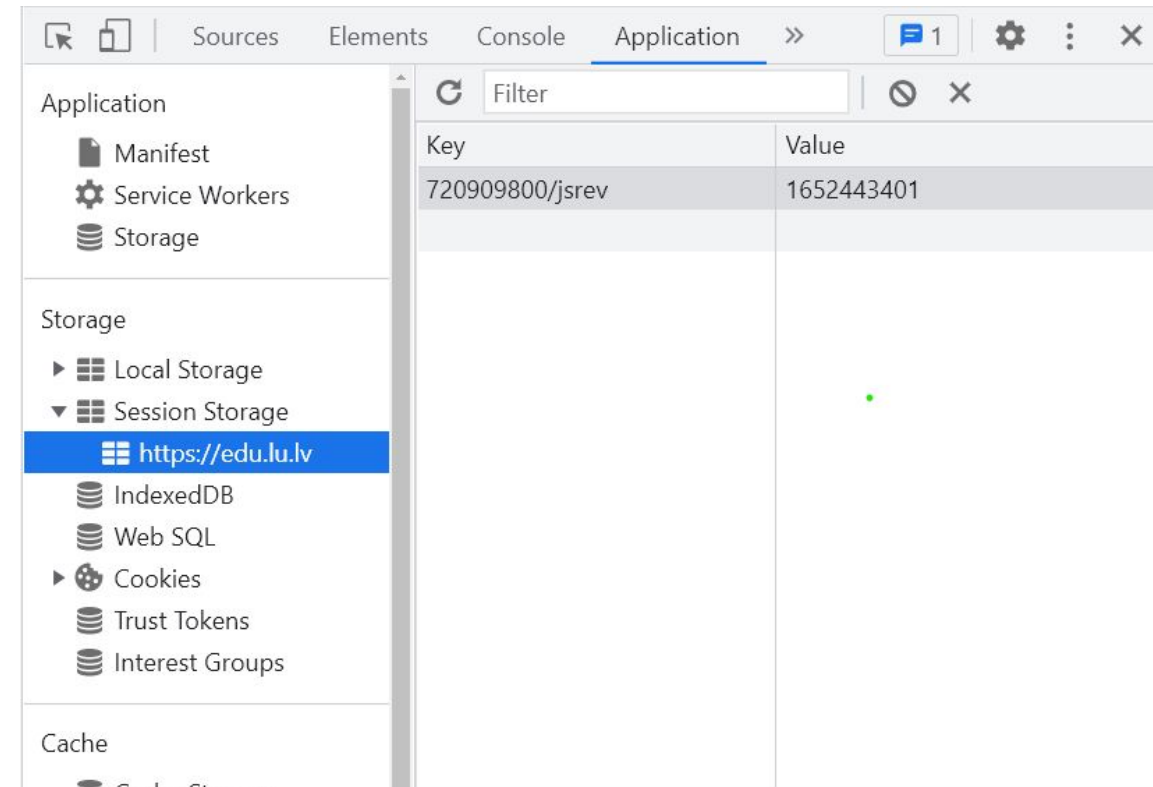 Sources Elements Console Application » 1
Application
Manifest
Service Workers
Storage
Storage
Local Storage
Session Storage
https://edu.lu.lv
IndexedDB
Web SQL
Cookies
Trust Tokens
Interest Groups
Cache
Filter
Key Value
720909800/jsrev 1652443401